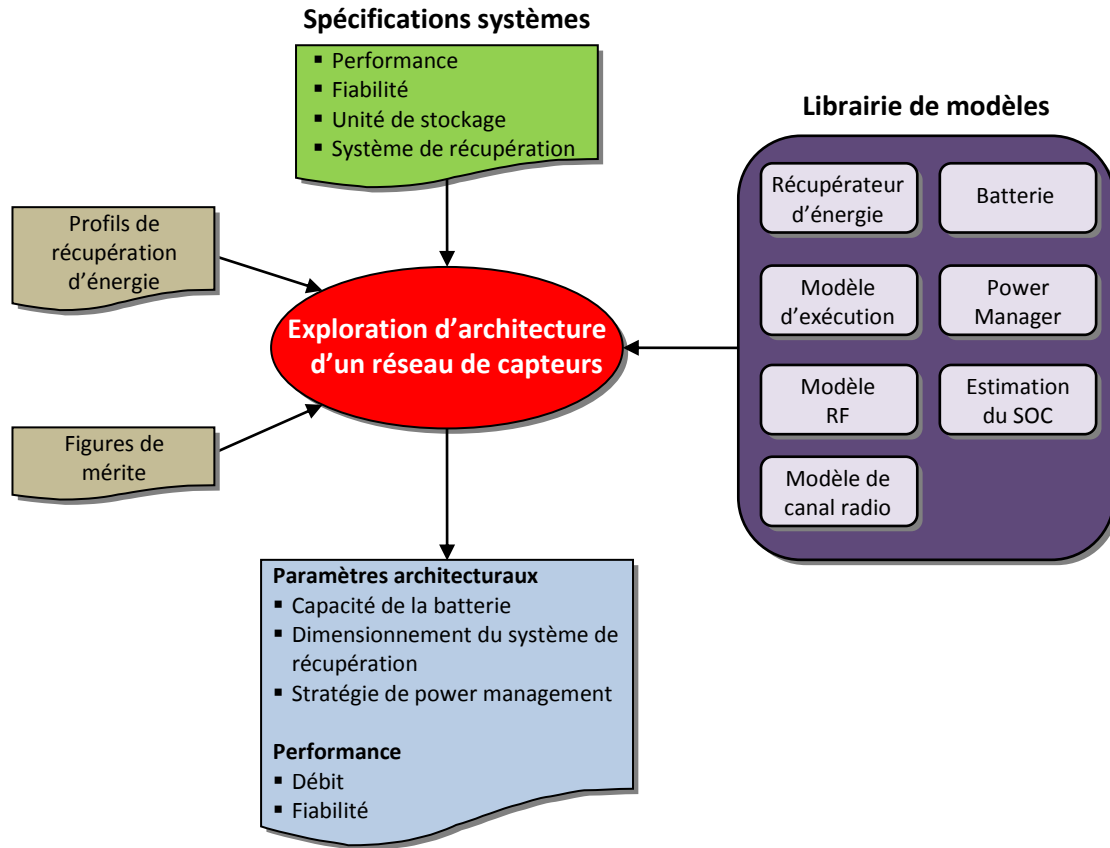 Spécifications systèmes
▪ Performance
▪ Fiabilité
▪ Unité de stockage
▪ Système de récupération
Profils de
récupération
d’énergie
Figures de
mérite
Exploration d’architecture
d’un réseau de capteurs
Librairie de modèles
Récupérateur
d’énergie
Batterie
Modèle
d’exécution
Power
Manager
Modèle
RF
Estimation
du SOC
Modèle de
canal radio
Paramètres architecturaux
▪ Capacité de la batterie
▪ Dimensionnement du système de
récupération
▪ Stratégie de power management
Performance
▪ Débit
▪ Fiabilité